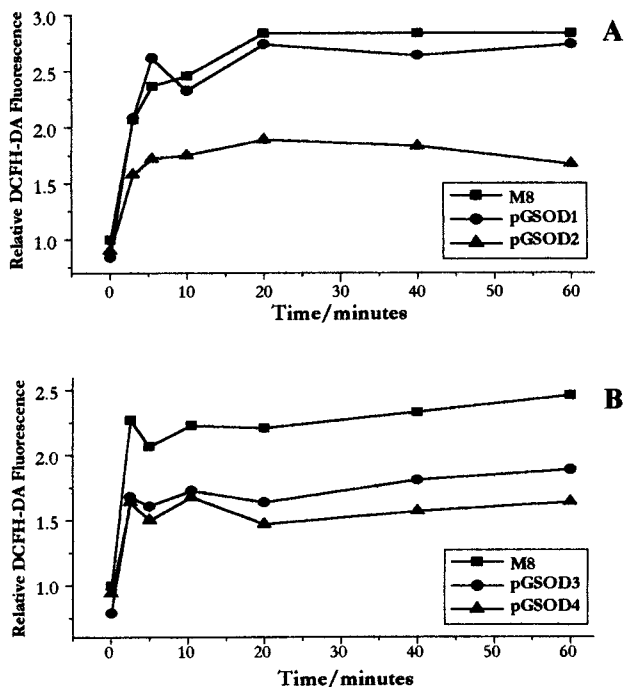 A
Relative DCFH-DA Fluorescence
3.0
2.5
2.0
1.5
1.0
M8
pGSOD1
pGSOD2
0 10 20 30 40 50 60
Time/minutes
B
Relative DCFH-DA Fluorescence
2.5
2.0
1.5
1.0
M8
pGSOD3
pGSOD4
0 10 20 30 40 50 60
Time/minutes